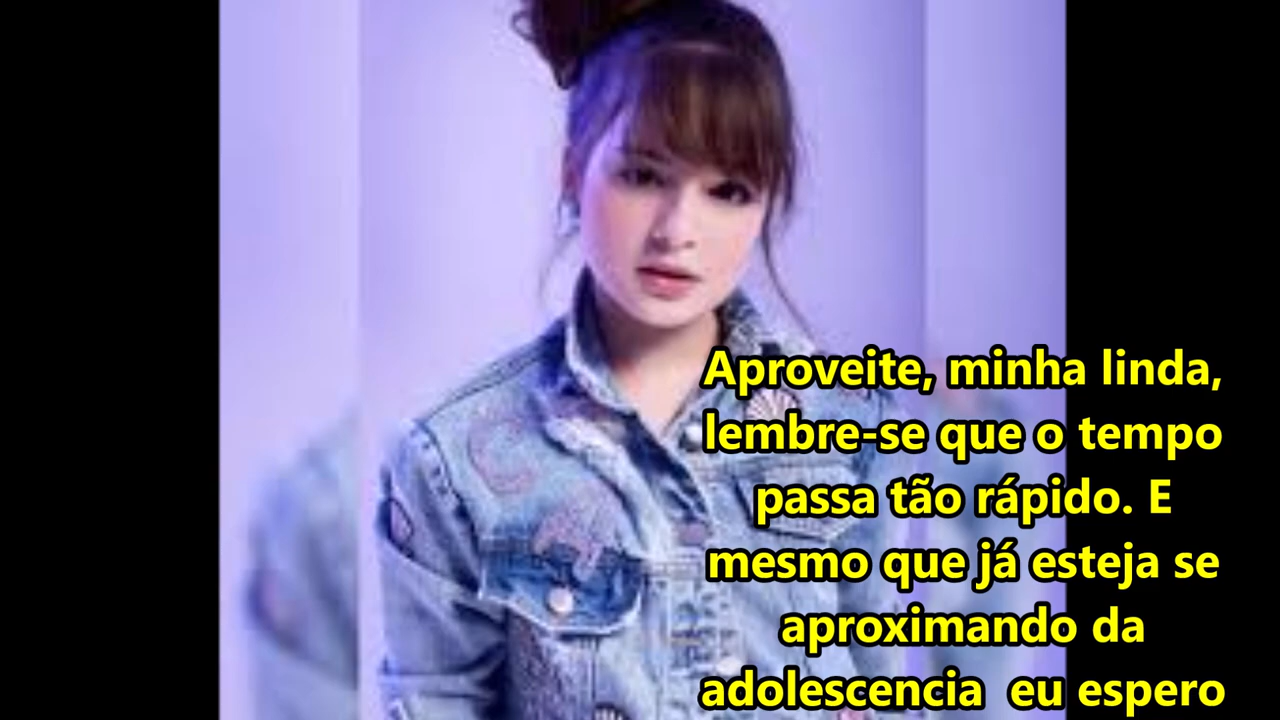 Aproveite, minha linda,
lembre-se que o tempo
passa tão rápido. E
mesmo que já esteja se
aproximando da
adolescencia  eu espero